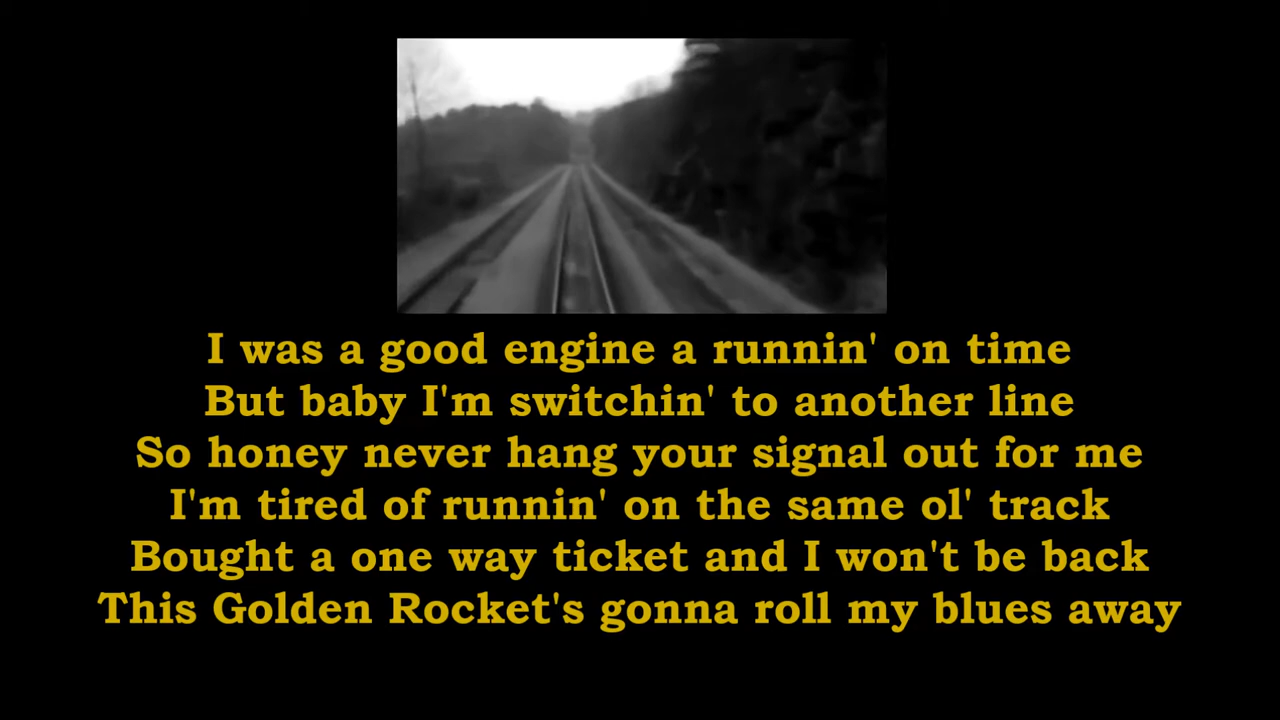 I was a good engine a runnin' on time
But baby I'm switchin' to another line
So honey never hang your signal out for me
I'm tired of runnin' on the same ol' track
Bought a one way ticket and I won't be back
This Golden Rocket's gonna roll my blues away